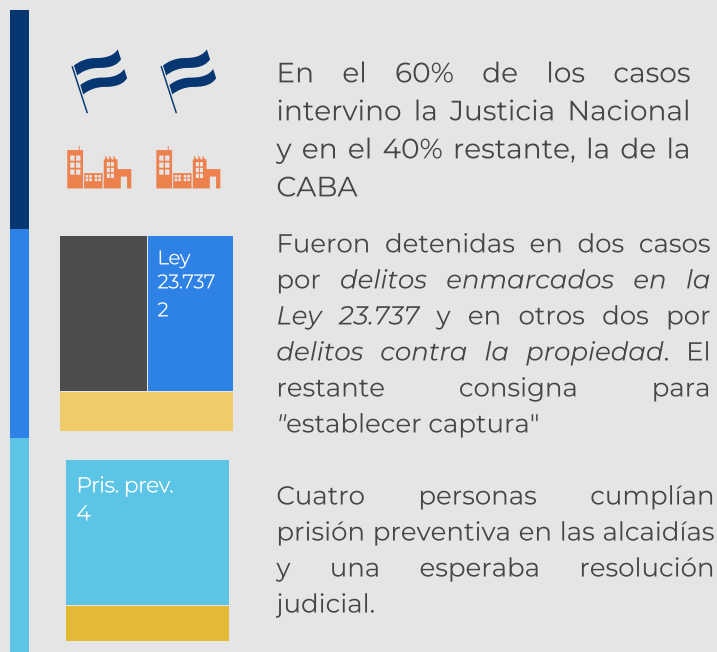 En el 60% de los casos
intervino la Justicia Nacional
y en el 40% restante, la de la
CABA
Ley
23.737
2
Fueron detenidas en dos casos
por delitos enmarcados en la
Ley 23.737 y en otros dos por
delitos contra la propiedad. El
restante consigna para
"establecer captura"
Pris. prev.
4
Cuatro personas cumplían
prisión preventiva en las alcaidías
y una esperaba resolución
judicial.